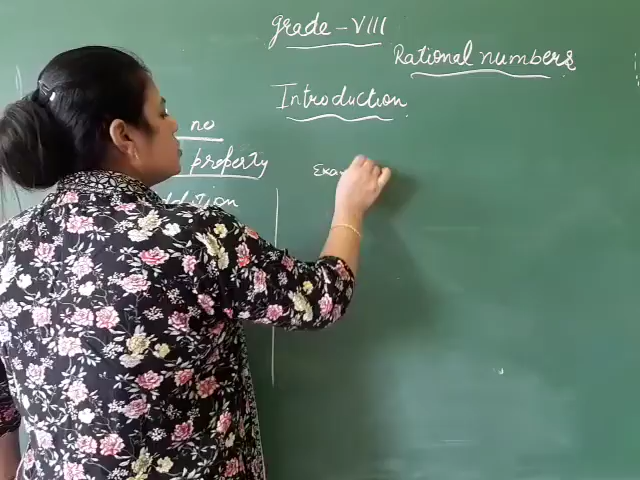 Grade - VIII
Rational numbers
Introduction
no
property